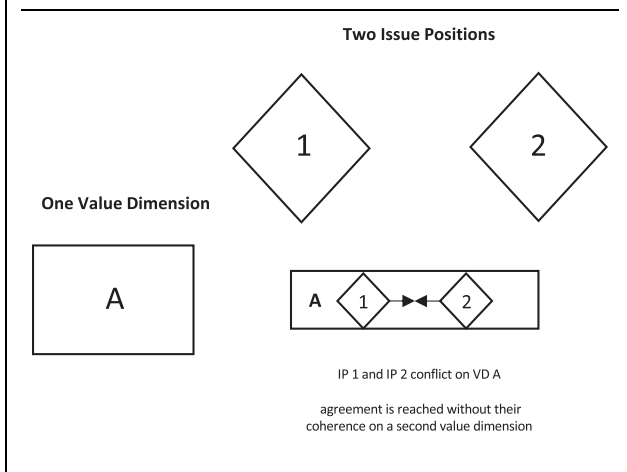 Two Issue Positions
1
2
One Value Dimension
A
A
1
2
IP 1 and IP 2 conflict on VD A
agreement is reached without their
coherence on a second value dimension